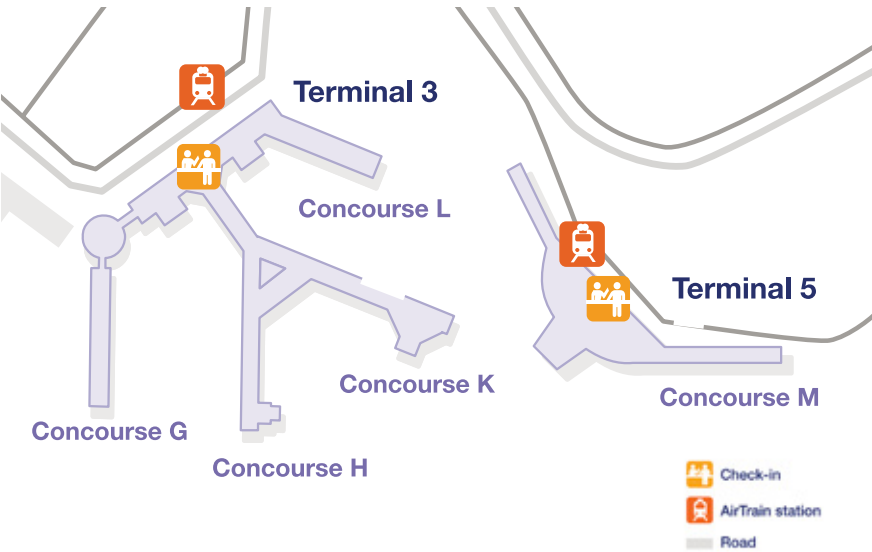 Terminal 3
Concourse L
Terminal 5
Concourse K
Concourse M
Concourse G
Concourse H
Check-in
AirTrain station
Road